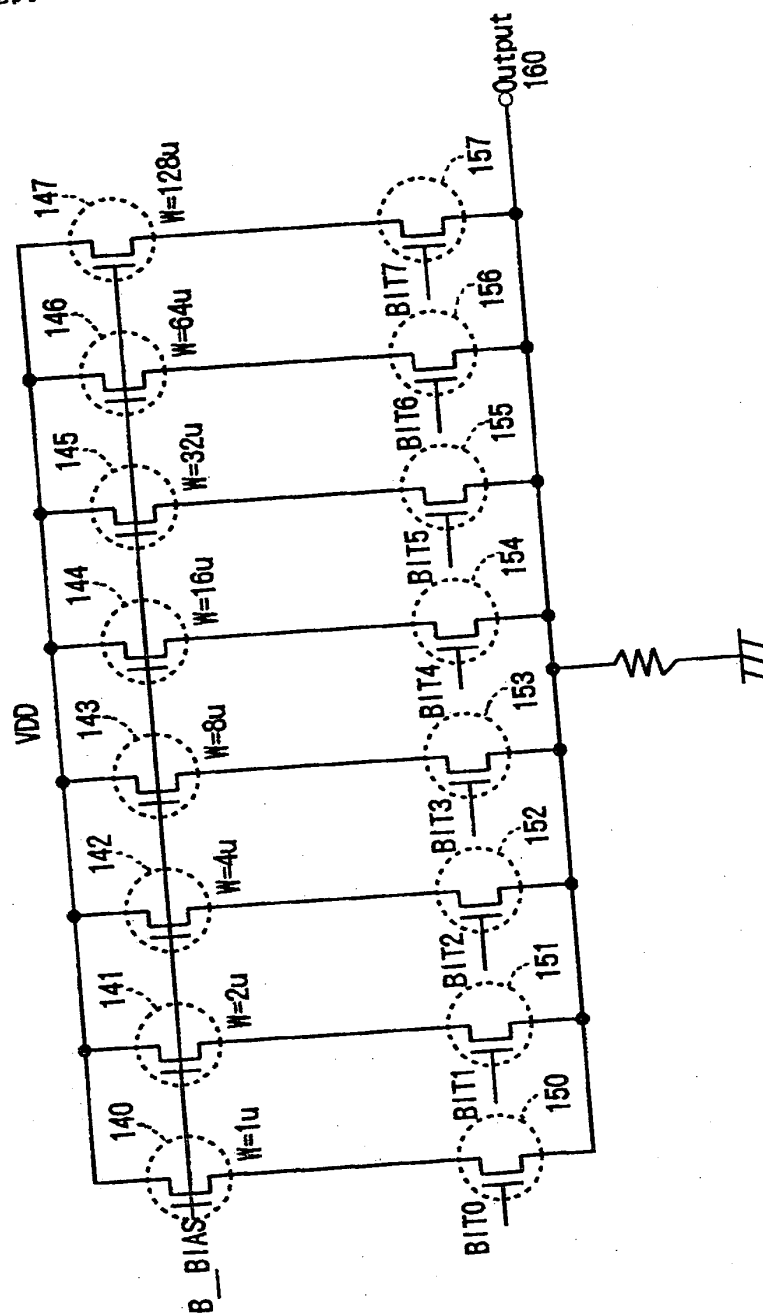 VDD
140
141
142
143
144
145
146
147
B_BIAS
W=1u
W=2u
W=4u
W=8u
W=16u
W=32u
W=64u
W=128u
BIT0
BIT1
BIT2
BIT3
BIT4
BIT5
BIT6
BIT7
150
151
152
153
154
155
156
157
Output
160